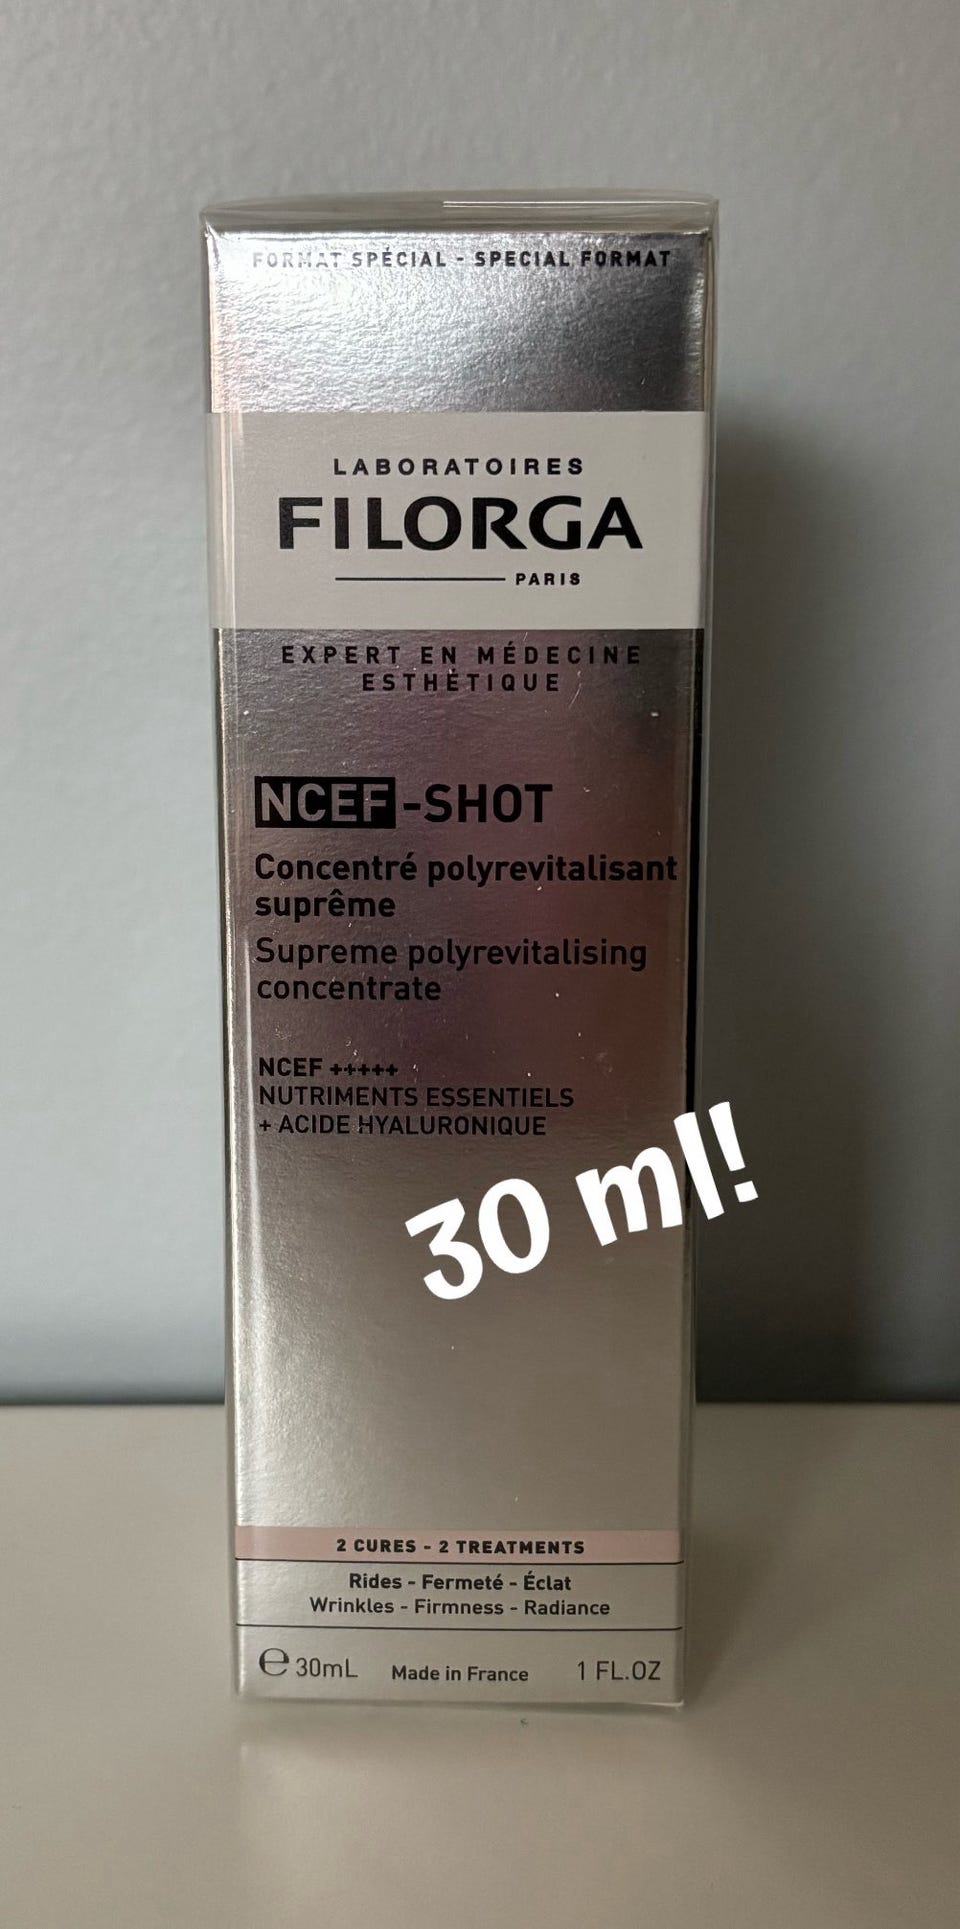 FORMAT SPÉCIAL - SPECIAL FORMAT
LABORATOIRES
FILORGA
PARIS
EXPERT EN MÉDECINE
ESTHÉTIQUE
NCEF-SHOT
Concentré polyrevitalisant
suprême
Supreme polyrevitalising
concentrate
NCEF +++++
NUTRIMENTS ESSENTIELS
+ ACIDE HYALURONIQUE
30 ml!
2 CURES - 2 TREATMENTS
Rides - Fermeté - Éclat
Wrinkles - Firmness - Radiance
℮ 30mL Made in France 1 FL.OZ